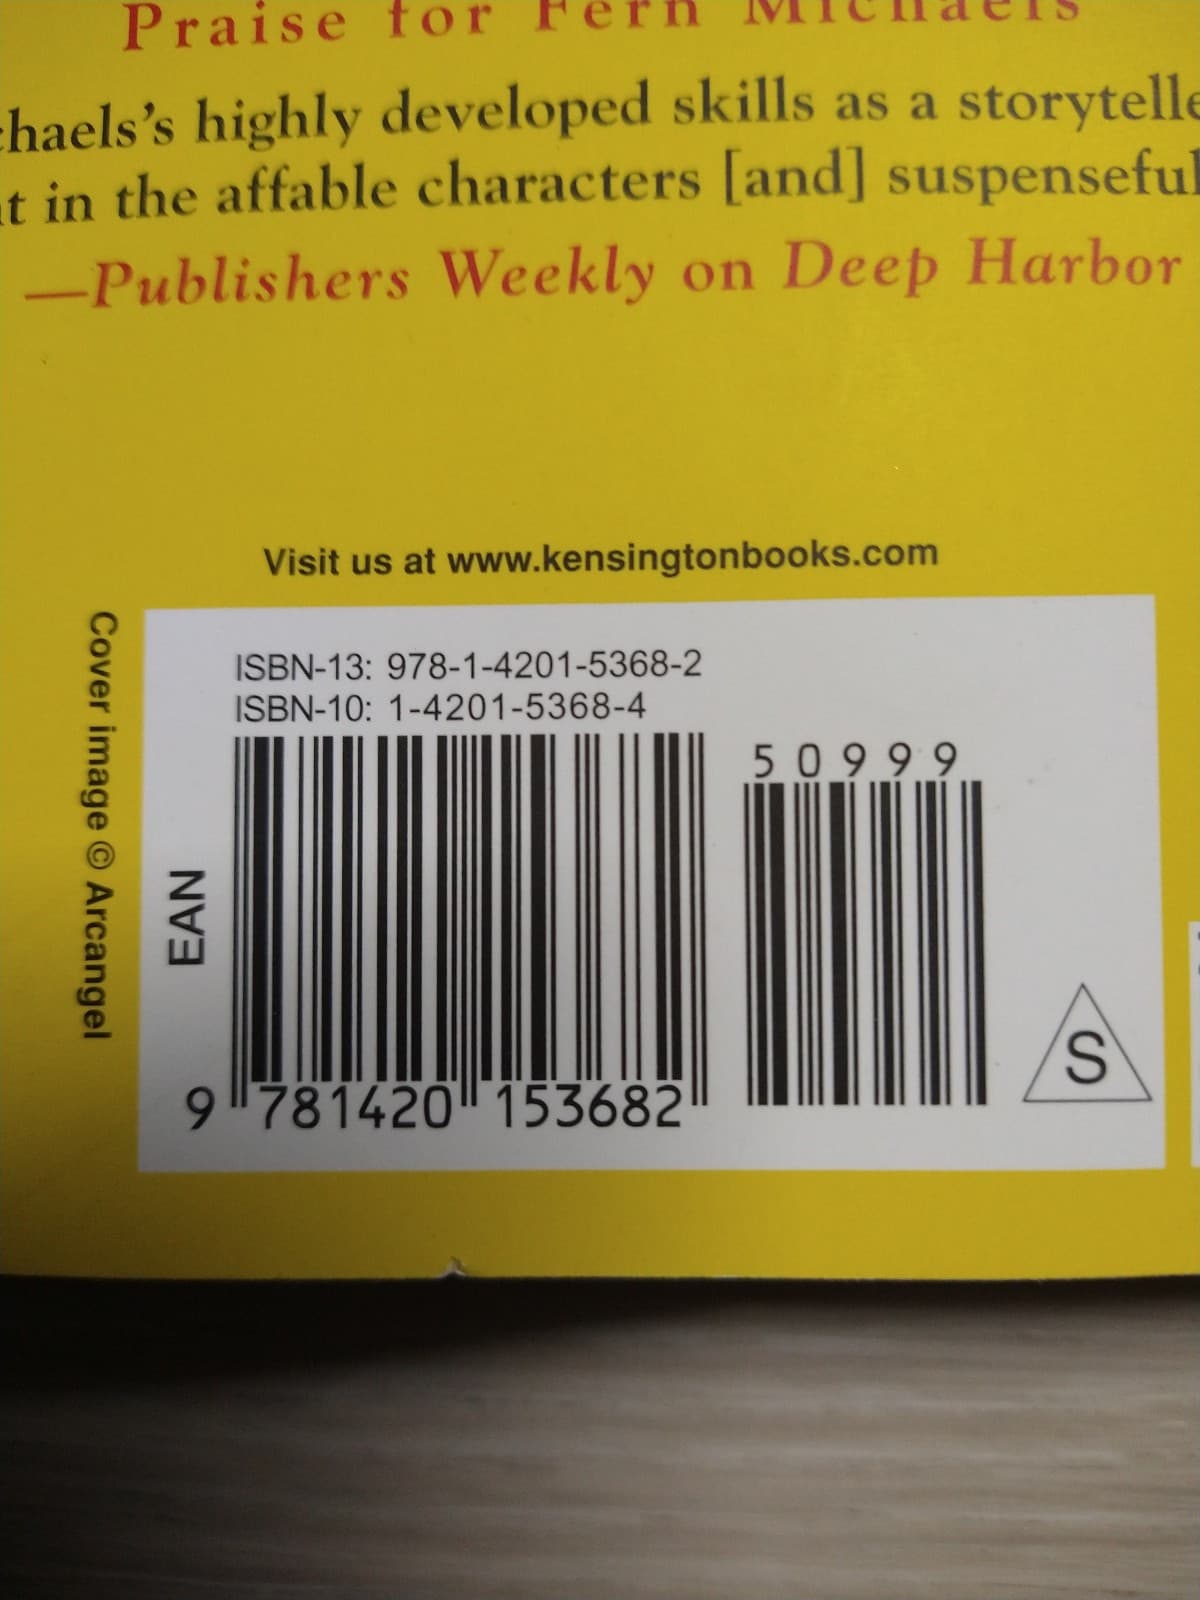 Praise for Fern Michaels
chaels's highly developed skills as a storytelle
t in the affable characters [and] suspenseful
—Publishers Weekly on Deep Harbor
Visit us at www.kensingtonbooks.com
Cover image © Arcangel
ISBN-13: 978-1-4201-5368-2
ISBN-10: 1-4201-5368-4
50999
EAN
9 781420 153682
S